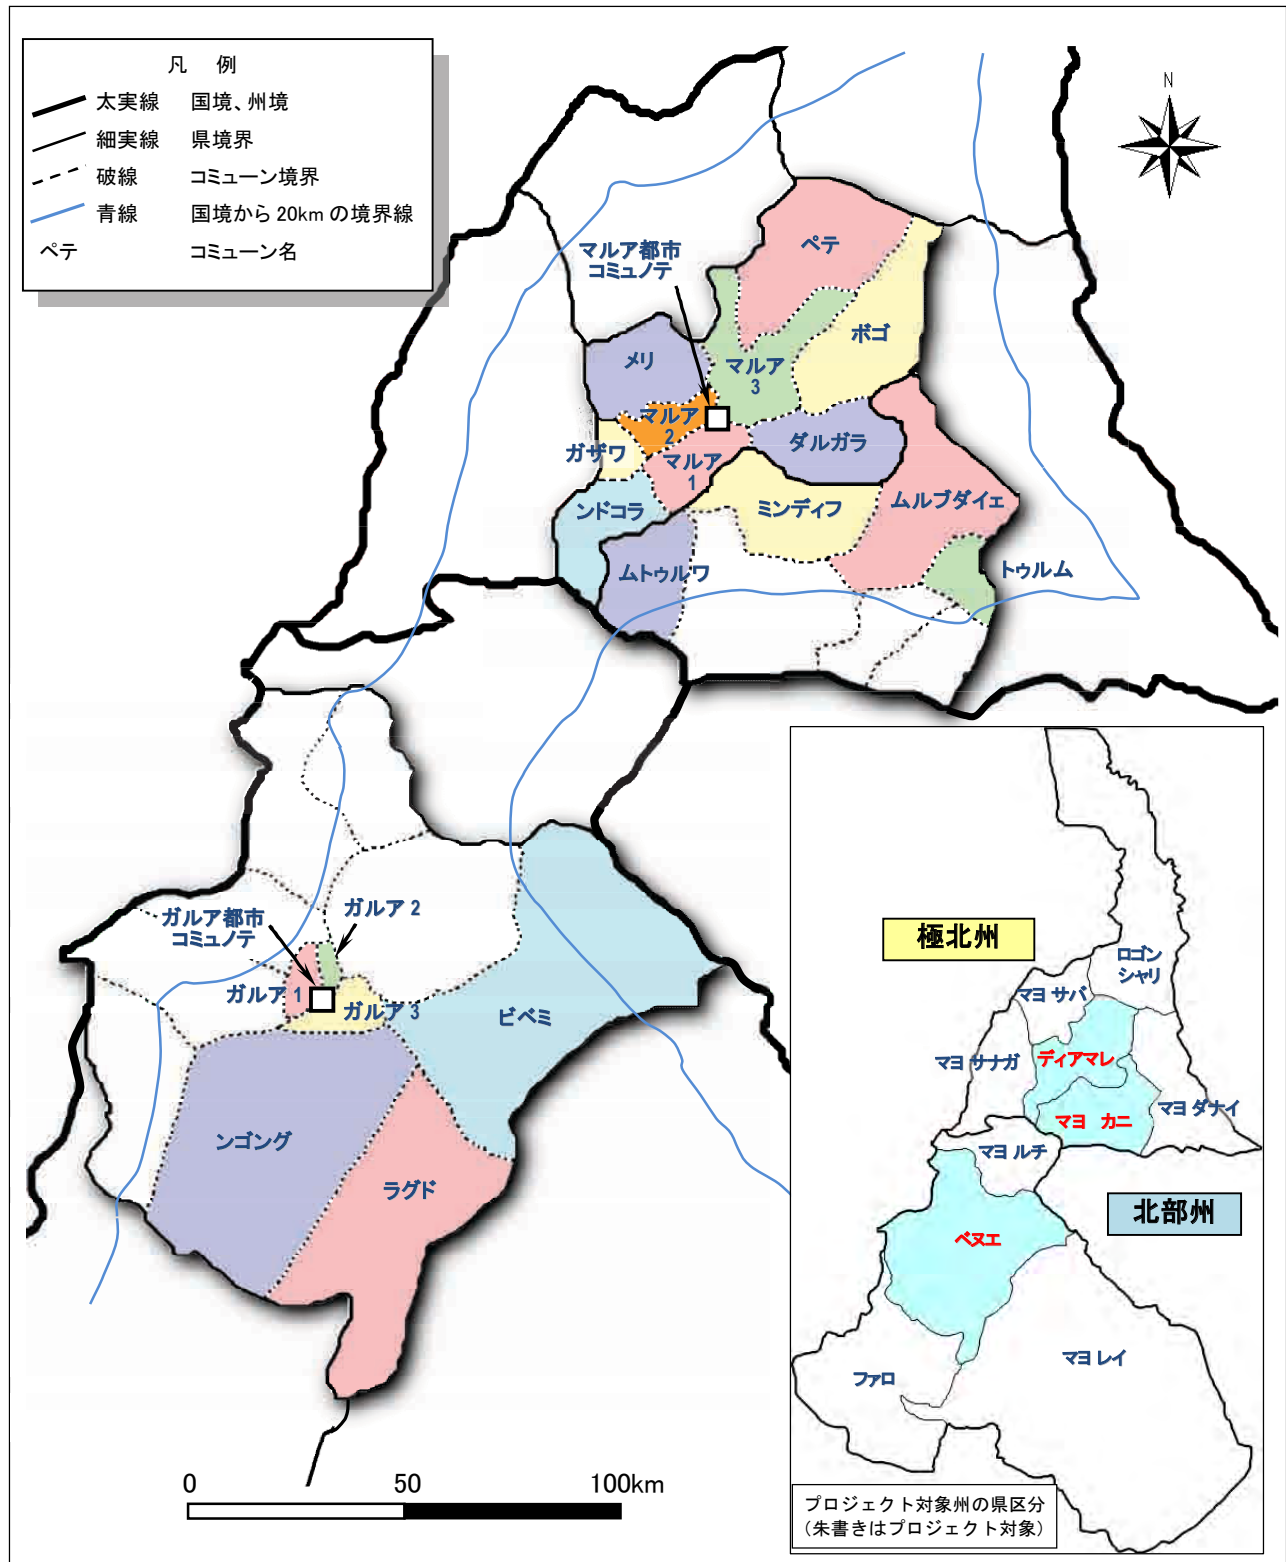 凡 例
太実線 国境、州境
細実線 県境界
破線 コミューン境界
青線 国境から 20km の境界線
ペテ コミューン名
N
マルア都市
コミュノテ
ペテ
ボゴ
メリ
マルア
3
マルア
2
ガザワ
マルア
1
ダルガラ
ンドコラ
ミンディフ
ムルブダイェ
ムトゥルワ
トゥルム
ガルア都市
コミュノテ
ガルア 2
ガルア 1
ガルア 3
ビベミ
ンゴング
ラグド
0 50 100km
極北州
ロゴン
シャリ
マヨ サバ
マヨ サナガ
ディアマレ
マヨ カニ
マヨ ダナイ
マヨ ルチ
北部州
ベヌエ
マヨ レイ
ファロ
プロジェクト対象州の県区分
(朱書きはプロジェクト対象)